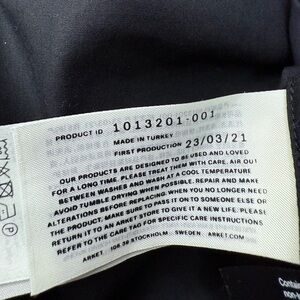 PRODUCT ID 1013201-001
MADE IN TURKEY
FIRST PRODUCTION 23/03/21
OUR PRODUCTS ARE DESIGNED TO BE USED AND LOVED
FOR A LONG TIME. PLEASE TREAT THEM WITH CARE. AIR OUT
BETWEEN WASHES AND WASH AT A COOL TEMPERATURE
AVOID TUMBLE DRYING WHEN POSSIBLE. REPAIR AND MAKE
ALTERATIONS BEFORE REPLACING. WHEN YOU NO LONGER NEED
THE PRODUCT, MAKE SURE TO PASS IT ON TO SOMEONE ELSE OR
RETURN IT TO AN ARKET STORE TO GIVE IT A NEW LIFE. PLEASE
REFER TO THE CARE TAG FOR SPECIFIC CARE INSTRUCTIONS
ARKET · 106 38 STOCKHOLM · SWEDEN · ARKET.COM
Contains
non-t